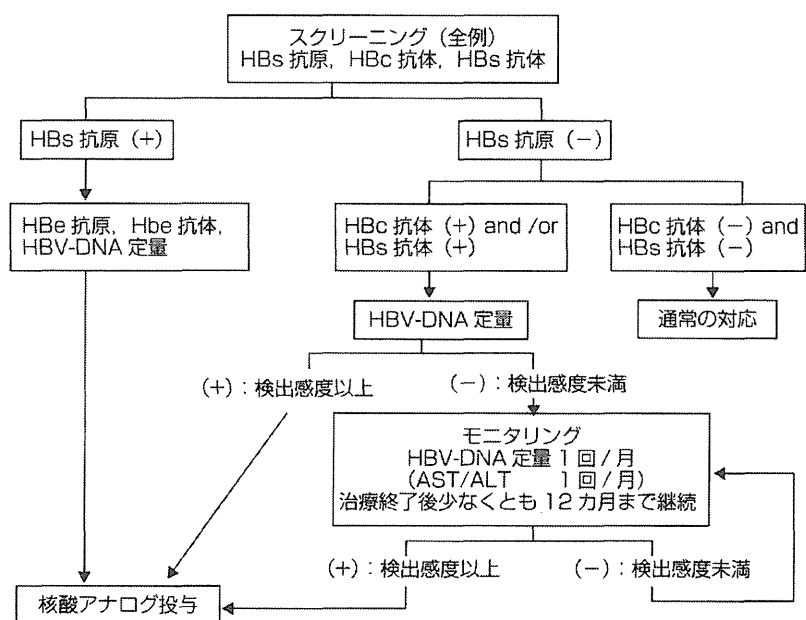 スクリーニング（全例）
HBs 抗原，HBc 抗体，HBs 抗体
HBs 抗原（＋）
HBs 抗原（－）
HBe 抗原，Hbe 抗体，
HBV-DNA 定量
HBc 抗体（＋）and /or
HBs 抗体（＋）
HBc 抗体（－）and
HBs 抗体（－）
HBV-DNA 定量
通常の対応
（＋）：検出感度以上
（－）：検出感度未満
モニタリング
HBV-DNA 定量 1 回 / 月
（AST/ALT 1 回 / 月）
治療終了後少なくとも 12 カ月まで継続
（＋）：検出感度以上
（－）：検出感度未満
核酸アナログ投与